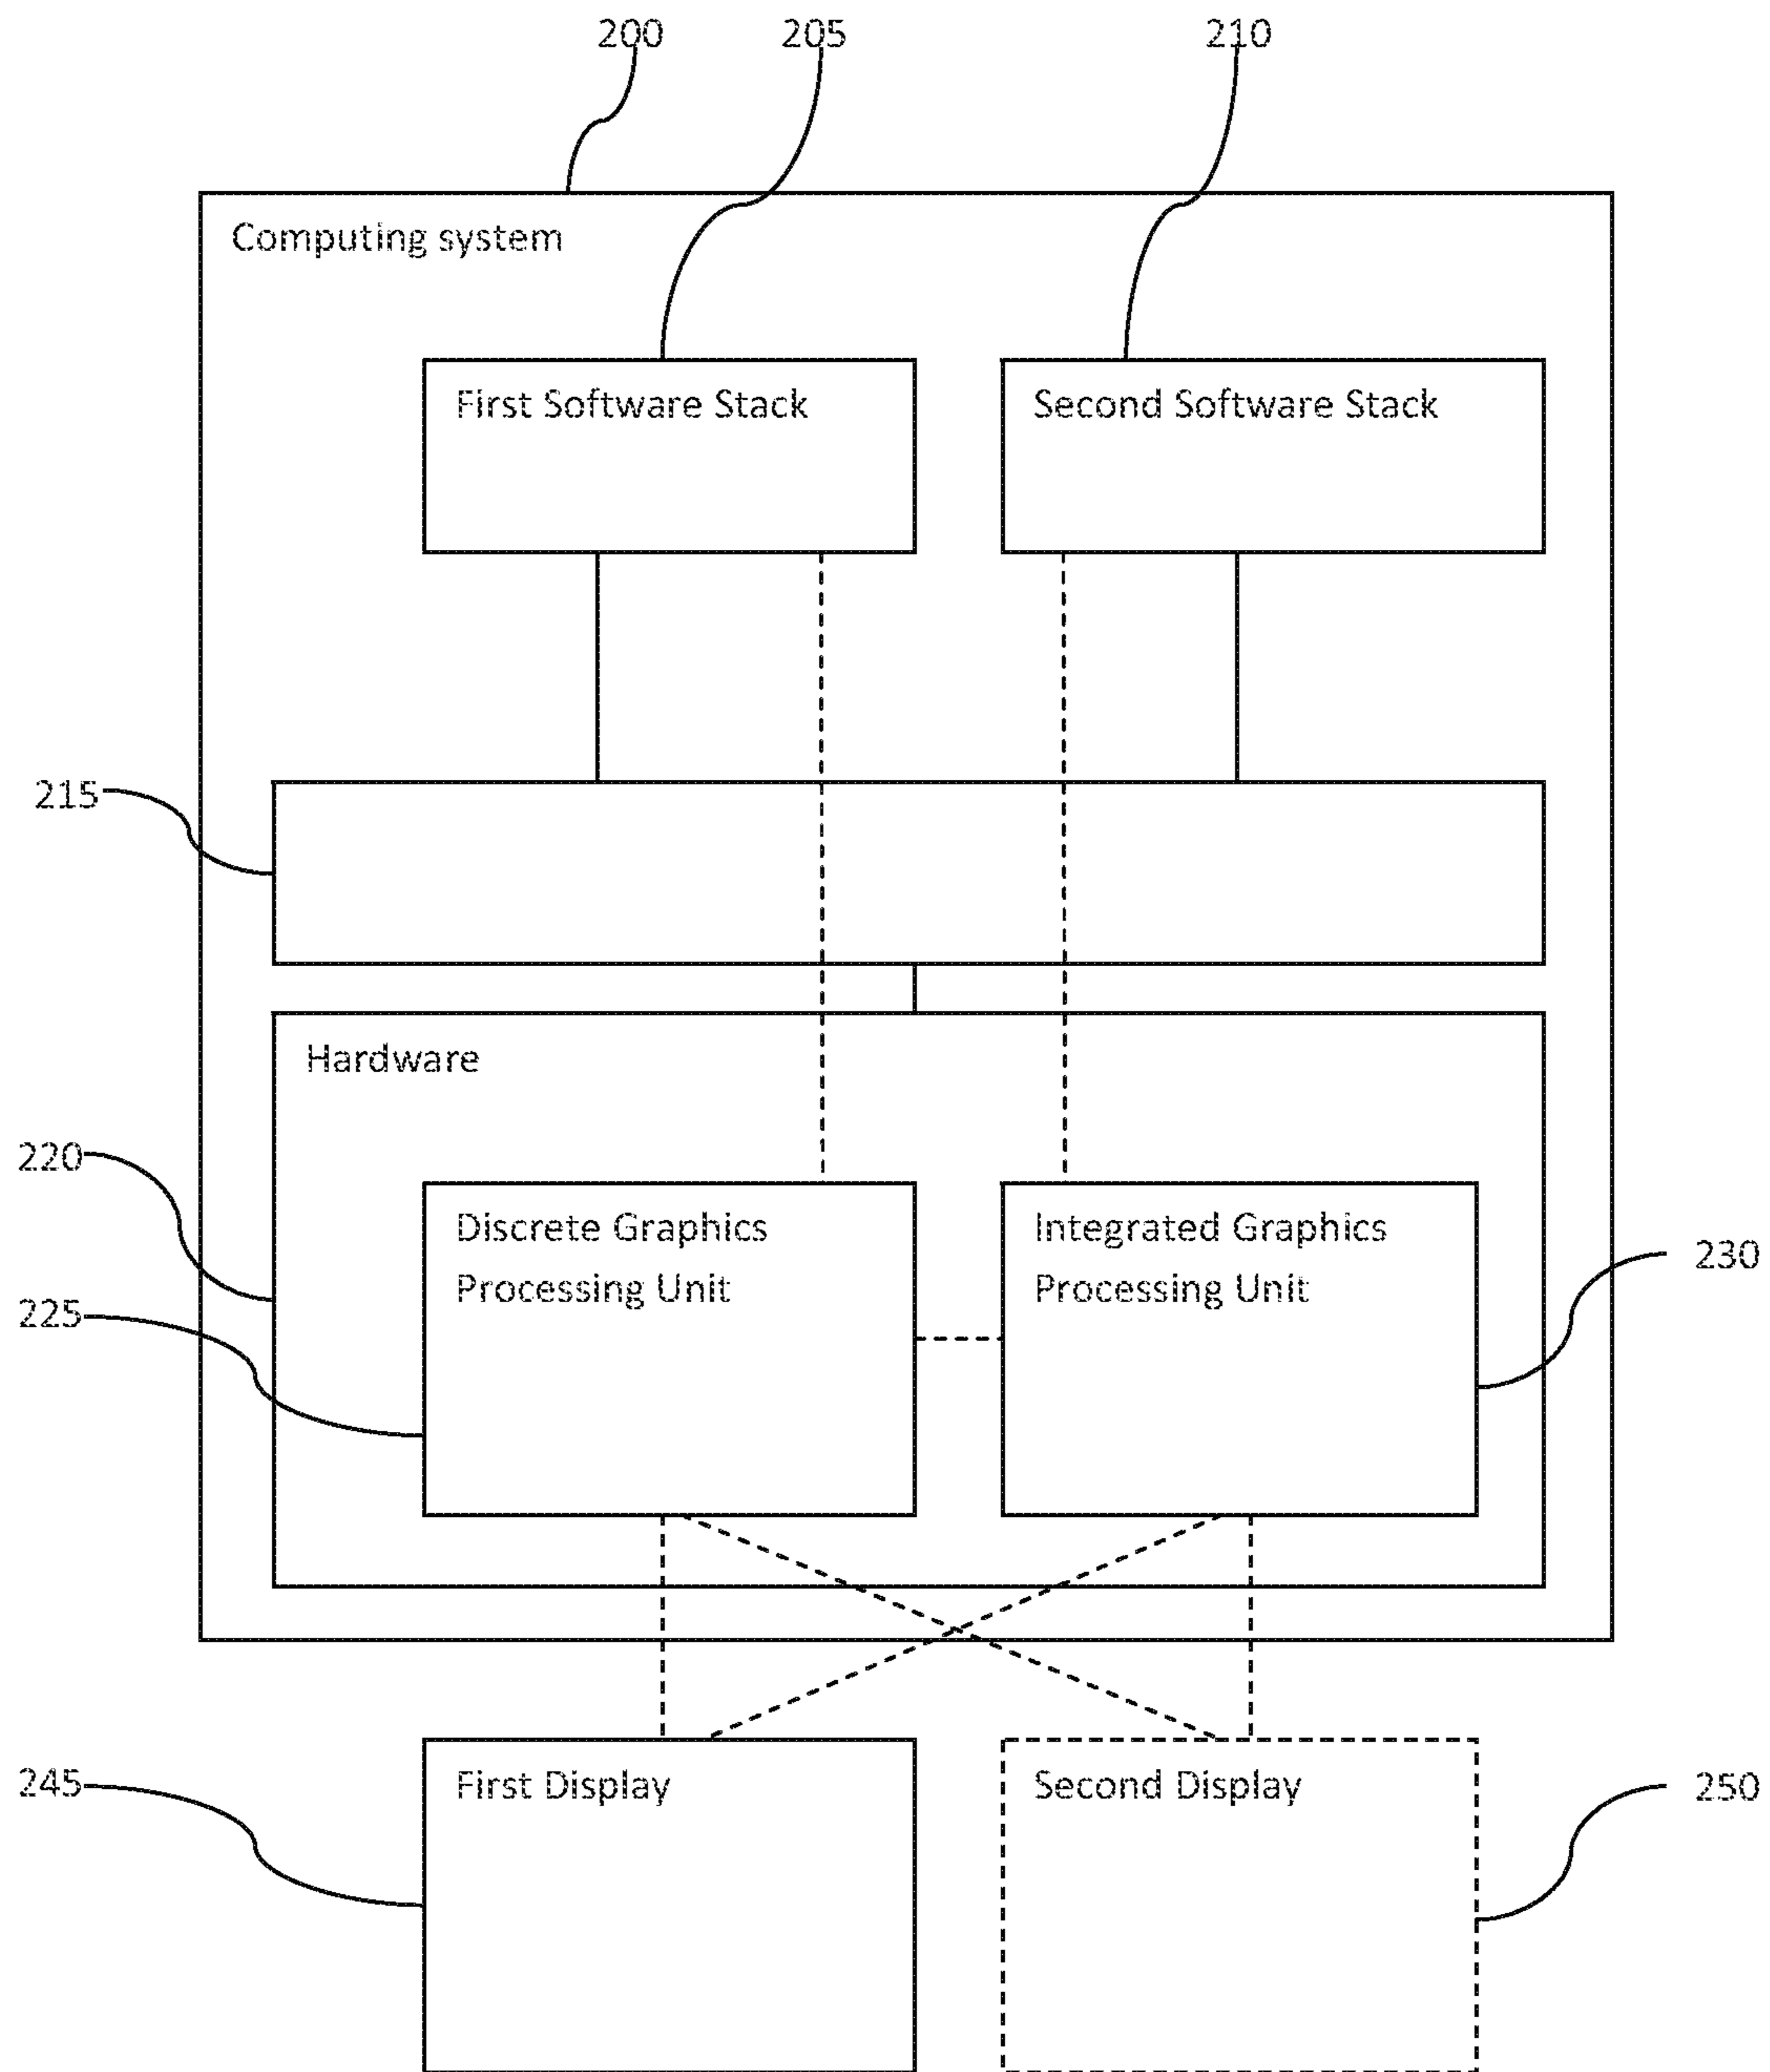 200
205
210
Computing system
First Software Stack
Second Software Stack
215
Hardware
220
Discrete Graphics
Processing Unit
Integrated Graphics
Processing Unit
225
230
First Display
Second Display
245
250